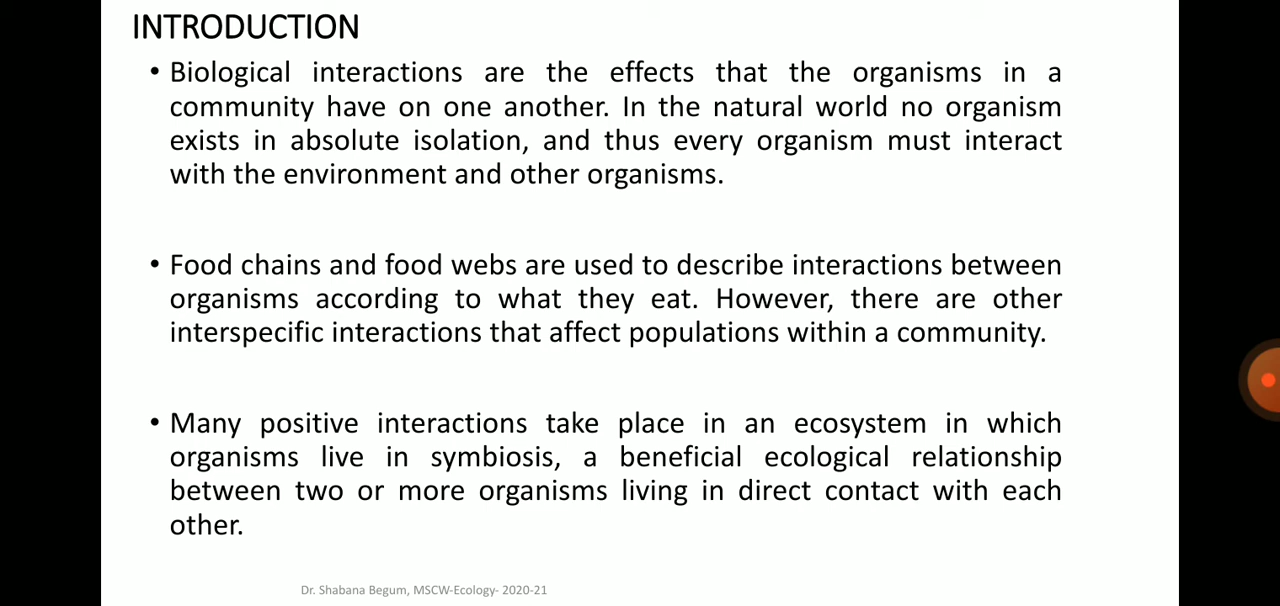 INTRODUCTION
• Biological interactions are the effects that the organisms in a
community have on one another. In the natural world no organism
exists in absolute isolation, and thus every organism must interact
with the environment and other organisms.
• Food chains and food webs are used to describe interactions between
organisms according to what they eat. However, there are other
interspecific interactions that affect populations within a community.
• Many positive interactions take place in an ecosystem in which
organisms live in symbiosis, a beneficial ecological relationship
between two or more organisms living in direct contact with each
other.
Dr. Shabana Begum, MSCW-Ecology- 2020-21